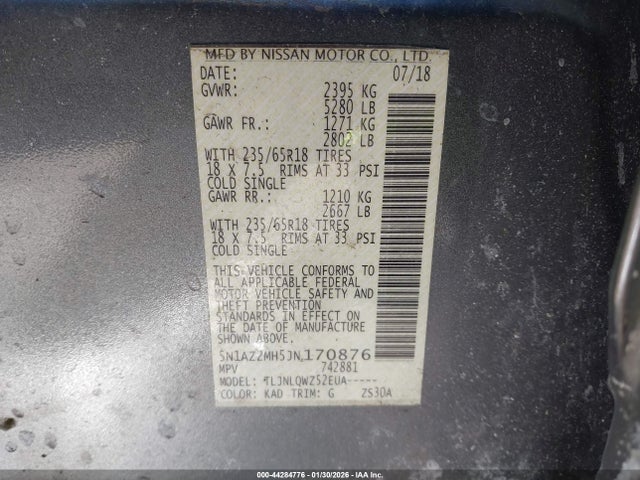 MFD BY NISSAN MOTOR CO., LTD.
DATE: 07/18
GVWR: 2395 KG
5280 LB
GAWR FR.: 1271 KG
2802 LB
WITH 235/65R18 TIRES
18 X 7.5 RIMS AT 33 PSI
COLD SINGLE
GAWR RR.: 1210 KG
2667 LB
WITH 235/65R18 TIRES
18 X 7.5 RIMS AT 33 PSI
COLD SINGLE
THIS VEHICLE CONFORMS TO
ALL APPLICABLE FEDERAL
MOTOR VEHICLE SAFETY AND
THEFT PREVENTION
STANDARDS IN EFFECT ON
THE DATE OF MANUFACTURE
SHOWN ABOVE.
5N1AZ2MH5JN170876
MPV 742881
MODEL: TLJNLQWZ52EUA-----
COLOR: KAD TRIM: G ZS30A
000-44284776 - 01/30/2026 - IAA Inc.